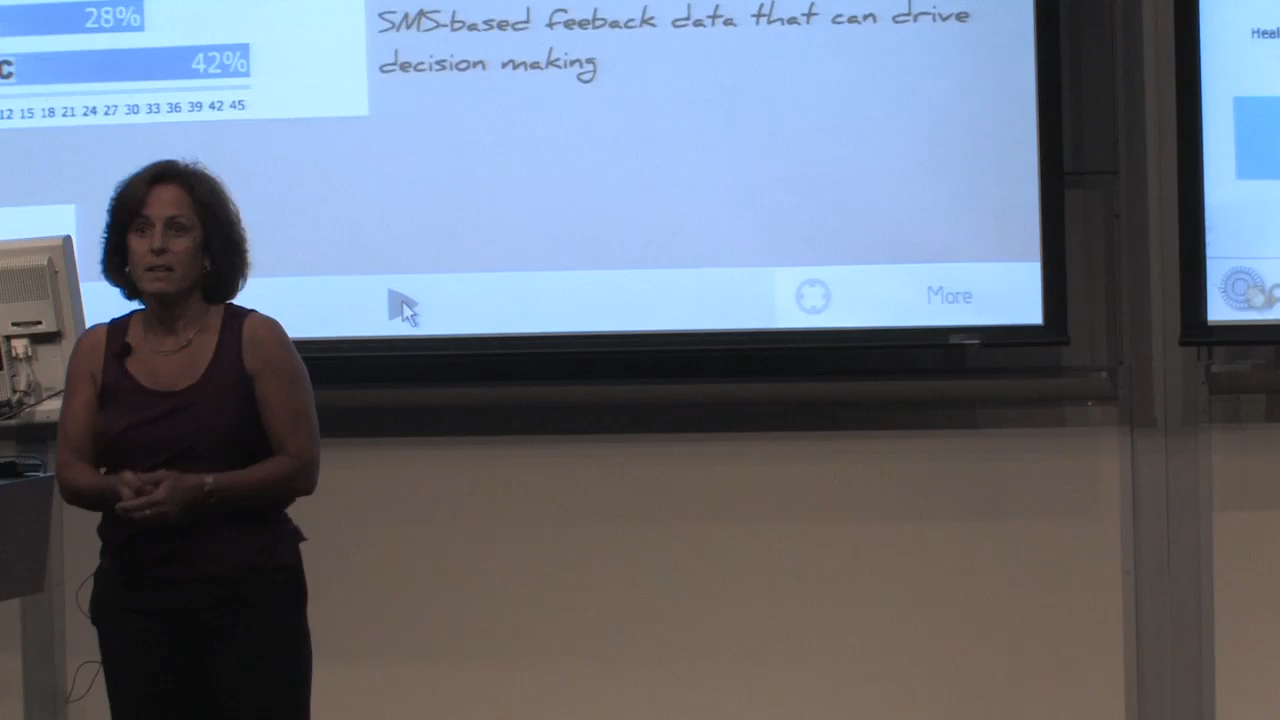 28%
SMS-based feeback data that can drive
decision making
C
42%
12 15 18 21 24 27 30 33 36 39 42 45
More
Heal